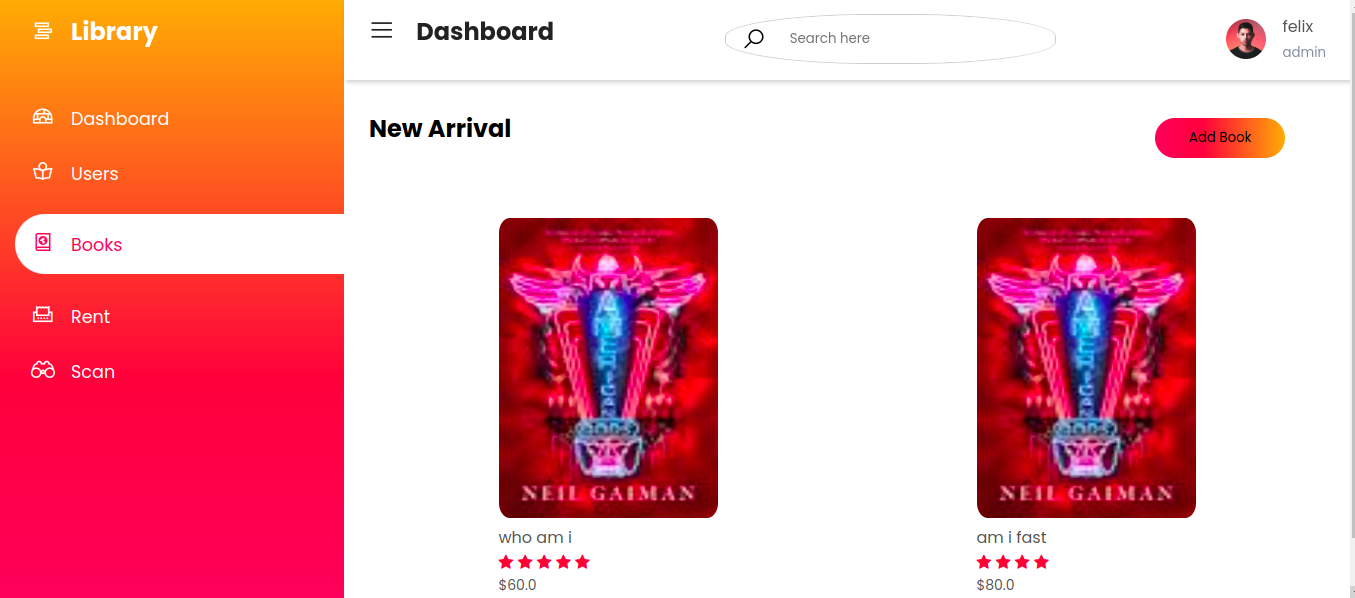 Library
Dashboard
Users
Books
Rent
Scan
Dashboard
Search here
felix
admin
New Arrival
Add Book
NEIL GAIMAN
who am i
$60.0
NEIL GAIMAN
am i fast
$80.0